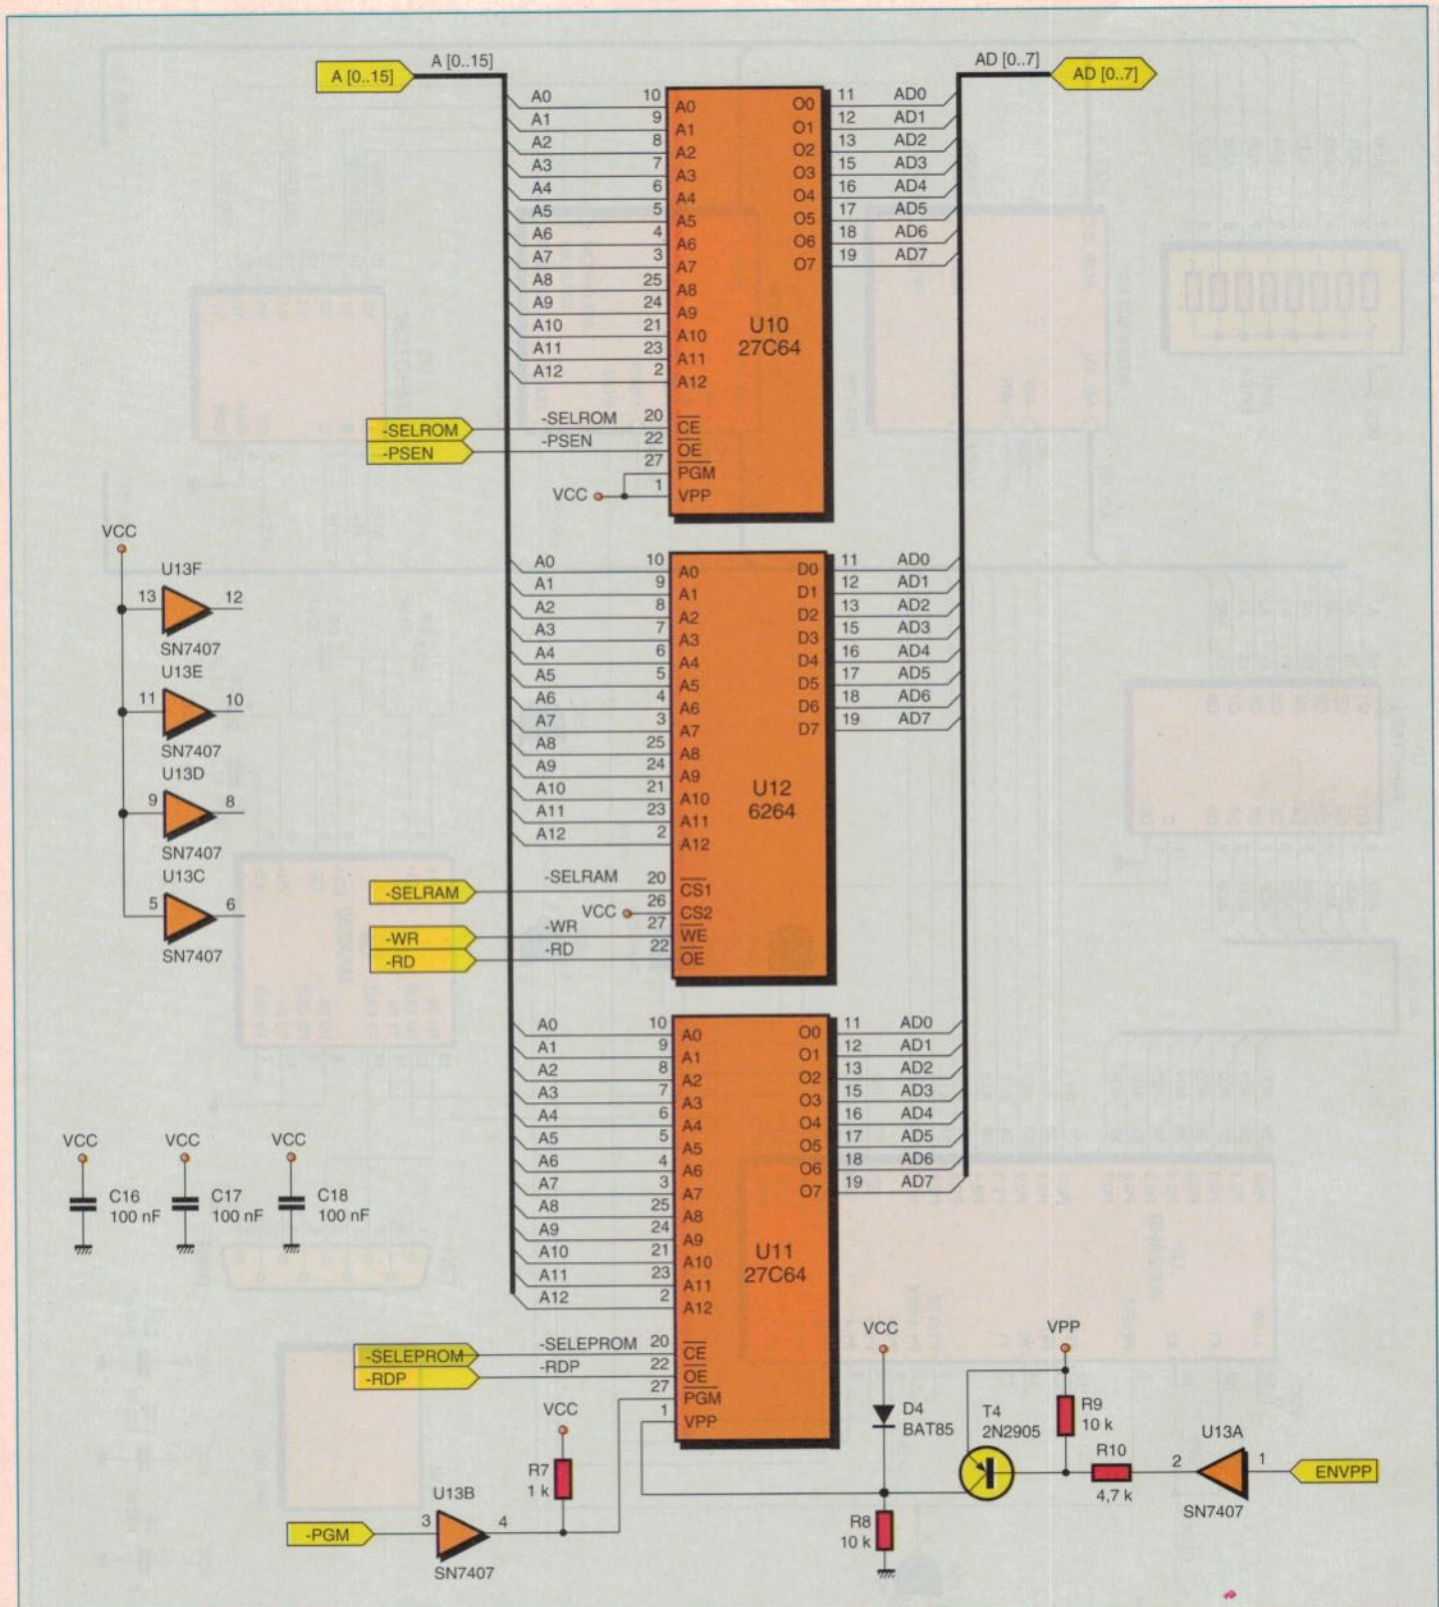 A [0..15]
A [0..15]
AD [0..7]
AD [0..7]
A0 10 A0 O0 11 AD0
A1 9 A1 O1 12 AD1
A2 8 A2 O2 13 AD2
A3 7 A3 O3 15 AD3
A4 6 A4 O4 16 AD4
A5 5 A5 O5 17 AD5
A6 4 A6 O6 18 AD6
A7 3 A7 O7 19 AD7
A8 25 A8
A9 24 A9
A10 21 A10
A11 23 A11
A12 2 A12
U10
27C64
-SELROM -SELROM 20 CE
-PSEN -PSEN 22 OE
27 PGM
VCC 1 VPP
A0 10 A0 D0 11 AD0
A1 9 A1 D1 12 AD1
A2 8 A2 D2 13 AD2
A3 7 A3 D3 15 AD3
A4 6 A4 D4 16 AD4
A5 5 A5 D5 17 AD5
A6 4 A6 D6 18 AD6
A7 3 A7 D7 19 AD7
A8 25 A8
A9 24 A9
A10 21 A10
A11 23 A11
A12 2 A12
U12
6264
-SELRAM -SELRAM 20 CS1
VCC 26 CS2
-WR -WR 27 WE
-RD -RD 22 OE
VCC
U13F
13 12
SN7407
U13E
11 10
SN7407
U13D
9 8
SN7407
U13C
5 6
SN7407
VCC VCC VCC
C16 C17 C18
100 nF 100 nF 100 nF
A0 10 A0 O0 11 AD0
A1 9 A1 O1 12 AD1
A2 8 A2 O2 13 AD2
A3 7 A3 O3 15 AD3
A4 6 A4 O4 16 AD4
A5 5 A5 O5 17 AD5
A6 4 A6 O6 18 AD6
A7 3 A7 O7 19 AD7
A8 25 A8
A9 24 A9
A10 21 A10
A11 23 A11
A12 2 A12
U11
27C64
-SELEPROM -SELEPROM 20 CE
-RDP -RDP 22 OE
27 PGM
1 VPP
VCC
R7
1 k
U13B
-PGM 3 4
SN7407
VCC
D4
BAT85
R8
10 k
VPP
T4
2N2905
R9
10 k
R10
4,7 k
U13A
2 1
SN7407
ENVPP